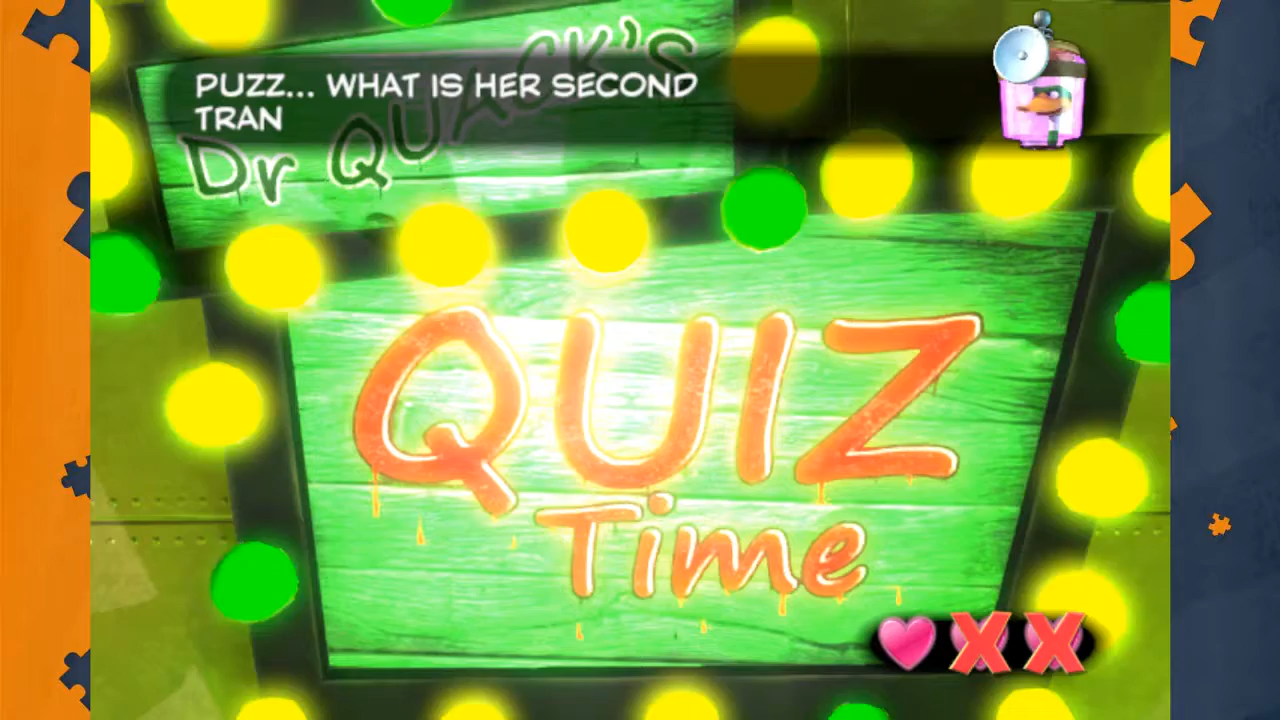 PUZZ... WHAT IS HER SECOND
TRAN
Dr QUACK'S
QUIZ
Time